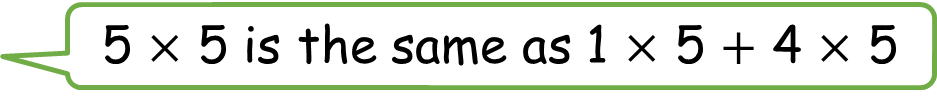 5 × 5 is the same as 1 × 5 + 4 × 5